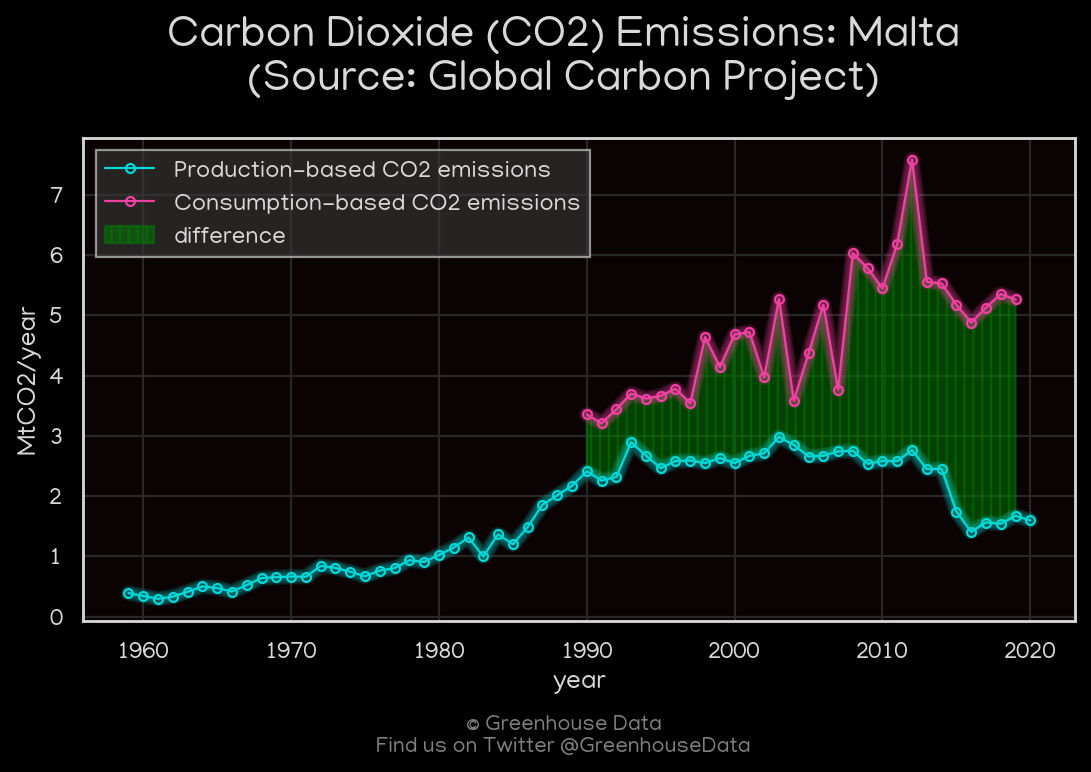 Carbon Dioxide (CO2) Emissions: Malta
(Source: Global Carbon Project)
Production-based CO2 emissions
Consumption-based CO2 emissions
difference
MtCO2/year
7
6
5
4
3
2
1
0
1960 1970 1980 1990 2000 2010 2020
year
© Greenhouse Data
Find us on Twitter @GreenhouseData